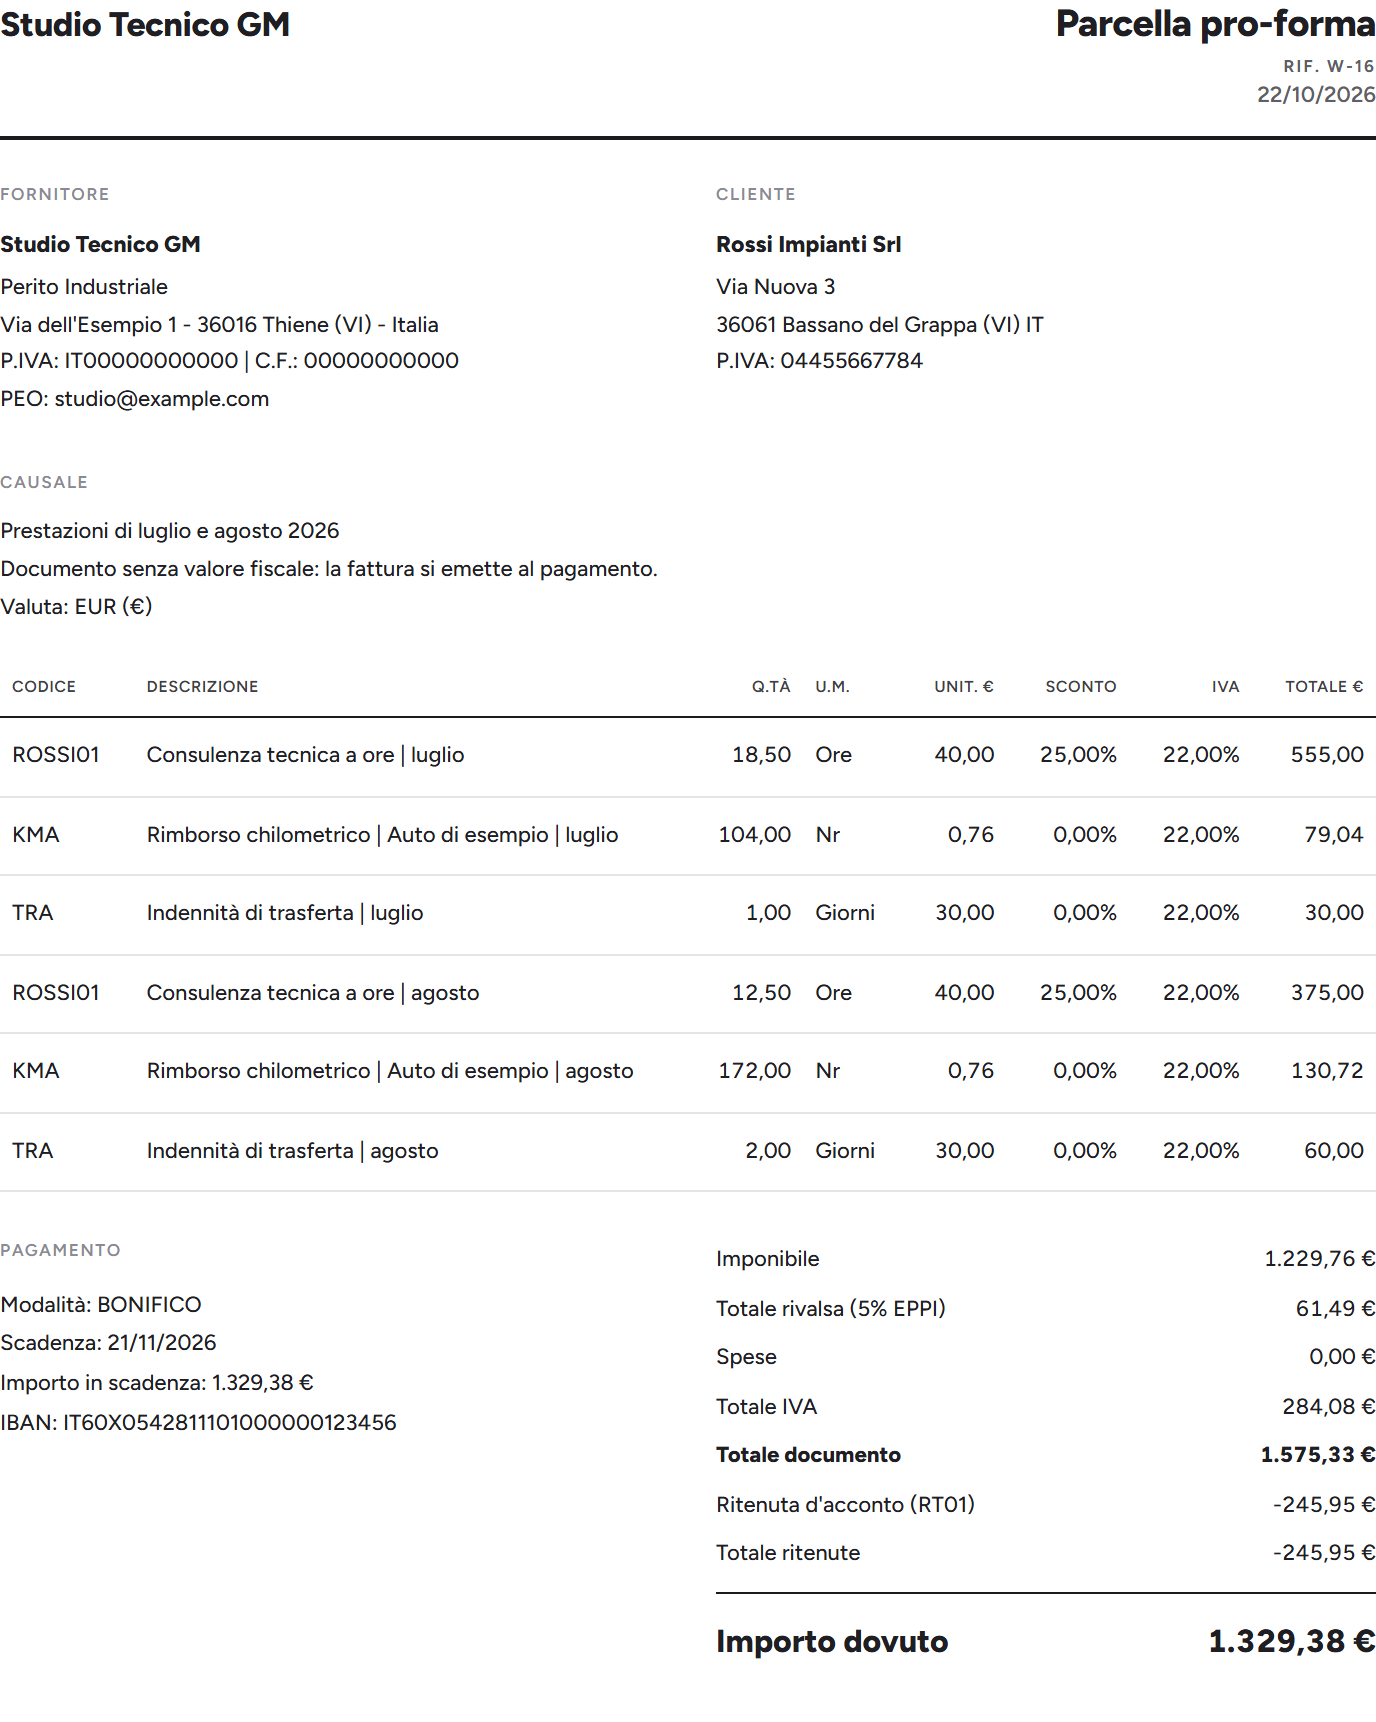 Studio Tecnico GM
Parcella pro-forma
RIF. W-16
22/10/2026
FORNITORE
Studio Tecnico GM
Perito Industriale
Via dell'Esempio 1 - 36016 Thiene (VI) - Italia
P.IVA: IT00000000000 | C.F.: 00000000000
PEO: studio@example.com
CLIENTE
Rossi Impianti Srl
Via Nuova 3
36061 Bassano del Grappa (VI) IT
P.IVA: 04455667784
CAUSALE
Prestazioni di luglio e agosto 2026
Documento senza valore fiscale: la fattura si emette al pagamento.
Valuta: EUR (€)
CODICE DESCRIZIONE Q.TÀ U.M. UNIT. € SCONTO IVA TOTALE €
ROSSI01 Consulenza tecnica a ore | luglio 18,50 Ore 40,00 25,00% 22,00% 555,00
KMA Rimborso chilometrico | Auto di esempio | luglio 104,00 Nr 0,76 0,00% 22,00% 79,04
TRA Indennità di trasferta | luglio 1,00 Giorni 30,00 0,00% 22,00% 30,00
ROSSI01 Consulenza tecnica a ore | agosto 12,50 Ore 40,00 25,00% 22,00% 375,00
KMA Rimborso chilometrico | Auto di esempio | agosto 172,00 Nr 0,76 0,00% 22,00% 130,72
TRA Indennità di trasferta | agosto 2,00 Giorni 30,00 0,00% 22,00% 60,00
PAGAMENTO
Modalità: BONIFICO
Scadenza: 21/11/2026
Importo in scadenza: 1.329,38 €
IBAN: IT60X0542811101000000123456
Imponibile 1.229,76 €
Totale rivalsa (5% EPPI) 61,49 €
Spese 0,00 €
Totale IVA 284,08 €
Totale documento 1.575,33 €
Ritenuta d'acconto (RT01) -245,95 €
Totale ritenute -245,95 €
Importo dovuto 1.329,38 €